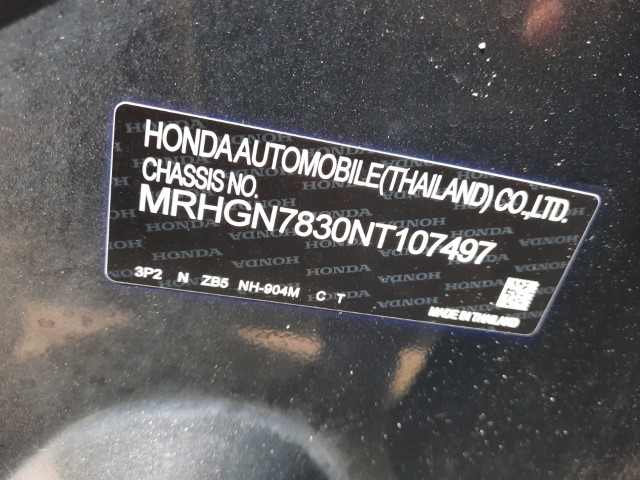 HONDA AUTOMOBILE (THAILAND) CO.,LTD.
CHASSIS NO.
MRHGN7830NT107497
3P2 N ZB5 NH-904M C T
MADE IN THAILAND